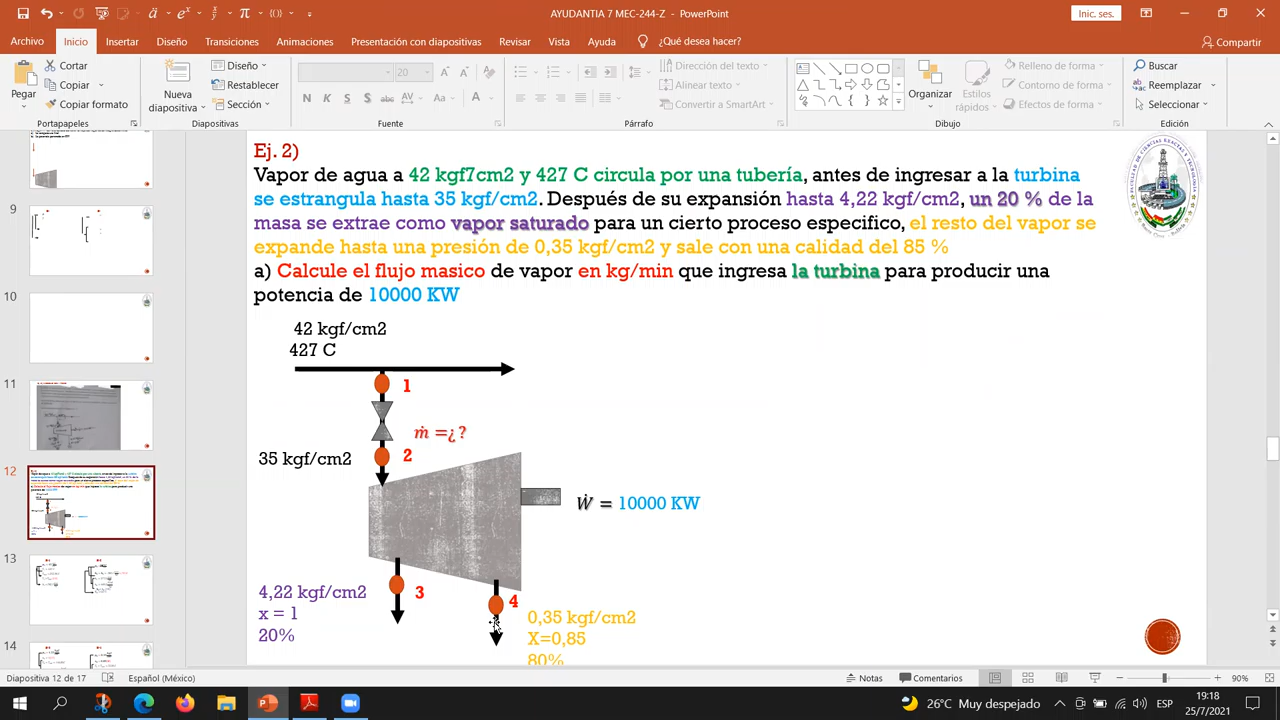 AYUDANTIA 7 MEC-244-Z - PowerPoint
Inic. ses.
Archivo Inicio Insertar Diseño Transiciones Animaciones Presentación con diapositivas Revisar Vista Ayuda ¿Qué desea hacer? Compartir
Pegar
Cortar
Copiar
Copiar formato
Portapapeles
Nueva diapositiva
Diseño
Restablecer
Sección
Diapositivas
20
N K S S abc AV Aa A
Fuente
Dirección del texto
Alinear texto
Convertir a SmartArt
Párrafo
Organizar
Estilos rápidos
Relleno de forma
Contorno de forma
Efectos de forma
Dibujo
Buscar
Reemplazar
Seleccionar
Edición
9
10
11
12
13
14
Ej. 2)
Vapor de agua a 42 kgf7cm2 y 427 C circula por una tubería, antes de ingresar a la turbina
se estrangula hasta 35 kgf/cm2. Después de su expansión hasta 4,22 kgf/cm2, un 20 % de la
masa se extrae como vapor saturado para un cierto proceso especifico, el resto del vapor se
expande hasta una presión de 0,35 kgf/cm2 y sale con una calidad del 85 %
a) Calcule el flujo masico de vapor en kg/min que ingresa la turbina para producir una
potencia de 10000 KW
42 kgf/cm2
427 C
1
ṁ =¿?
35 kgf/cm2
2
Ẇ = 10000 KW
4,22 kgf/cm2
x = 1
20%
3
4
0,35 kgf/cm2
X=0,85
80%
Diapositiva 12 de 17 Español (México) Notas Comentarios 90%
26°C Muy despejado ESP 19:18
25/7/2021